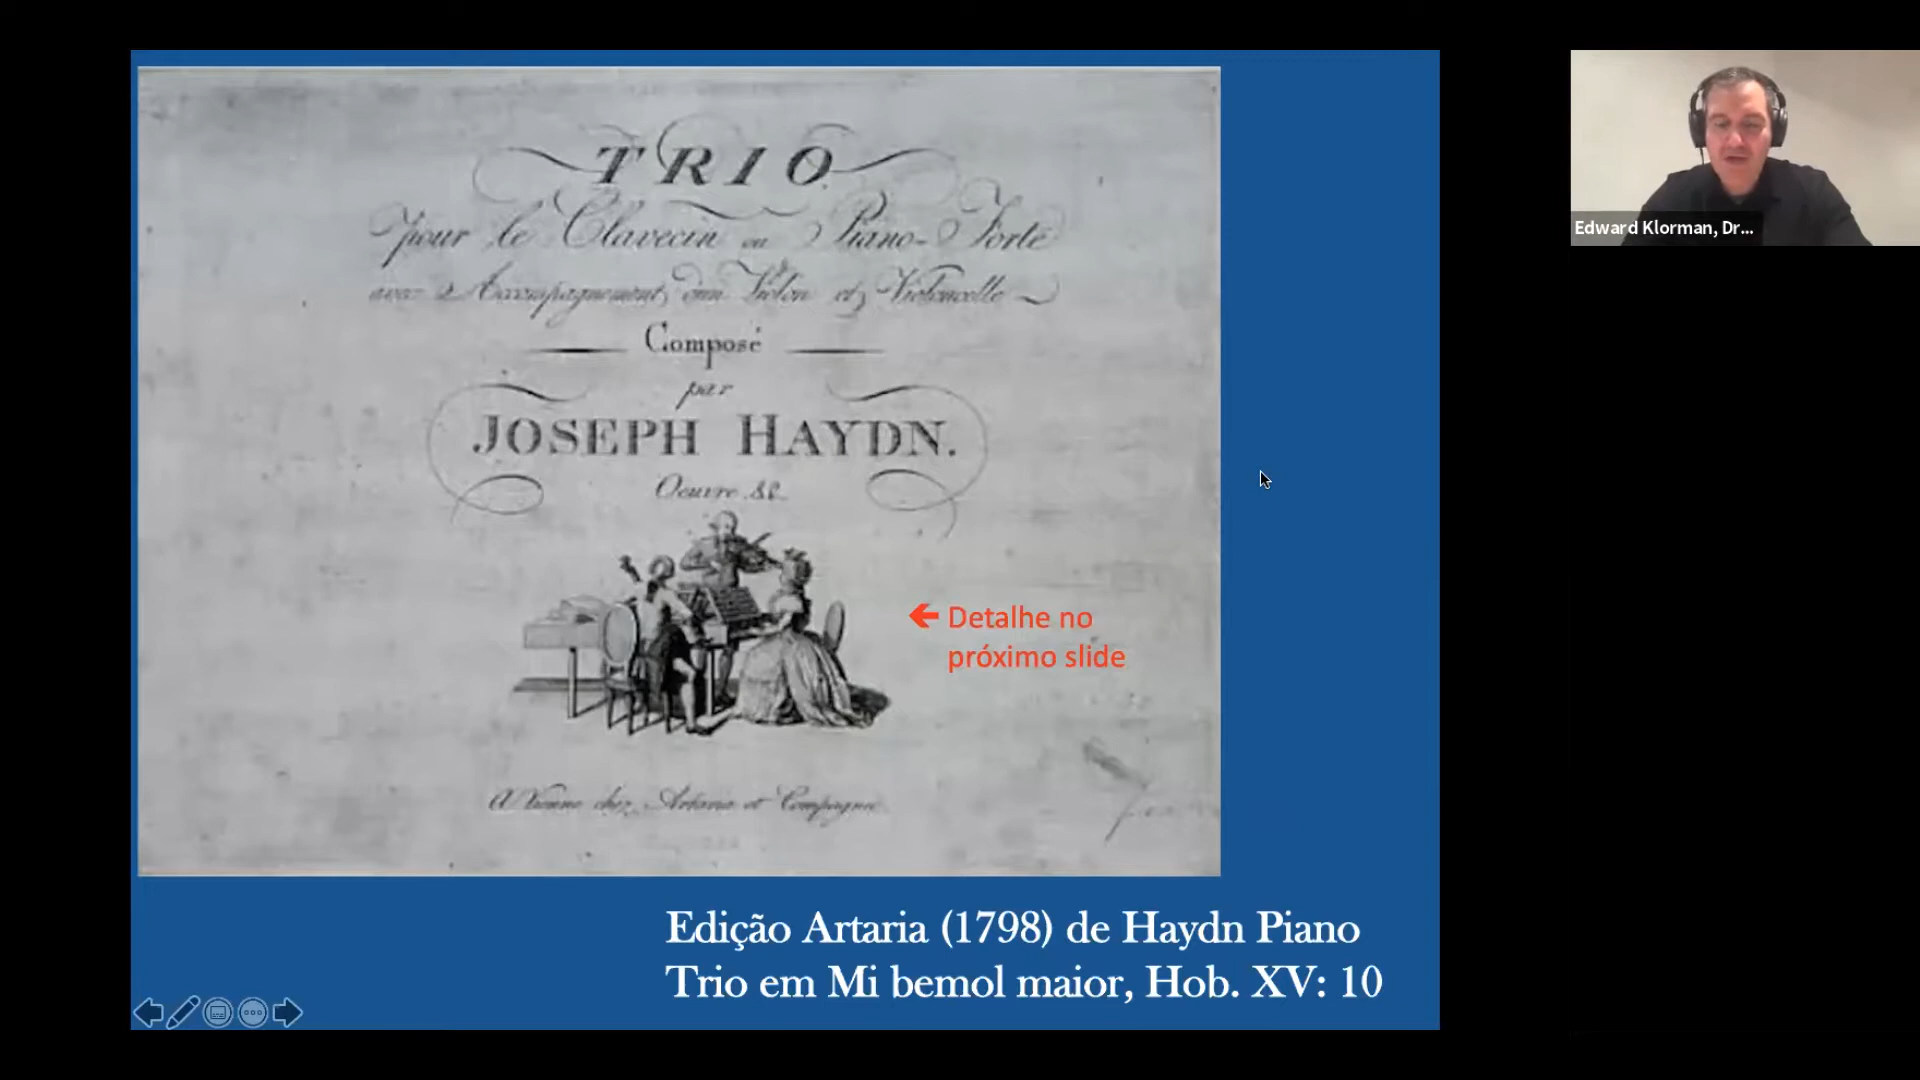 TRIO.
pour le Clavecin ou Piano-Forte
avec Accompagnement d'un Violon et Violoncelle
Composé
par
JOSEPH HAYDN.
Oeuvre
← Detalhe no
próximo slide
A Vienne chez Artaria et Compagnie
Edição Artaria (1798) de Haydn Piano
Trio em Mi bemol maior, Hob. XV: 10
Edward Klorman, Dr...